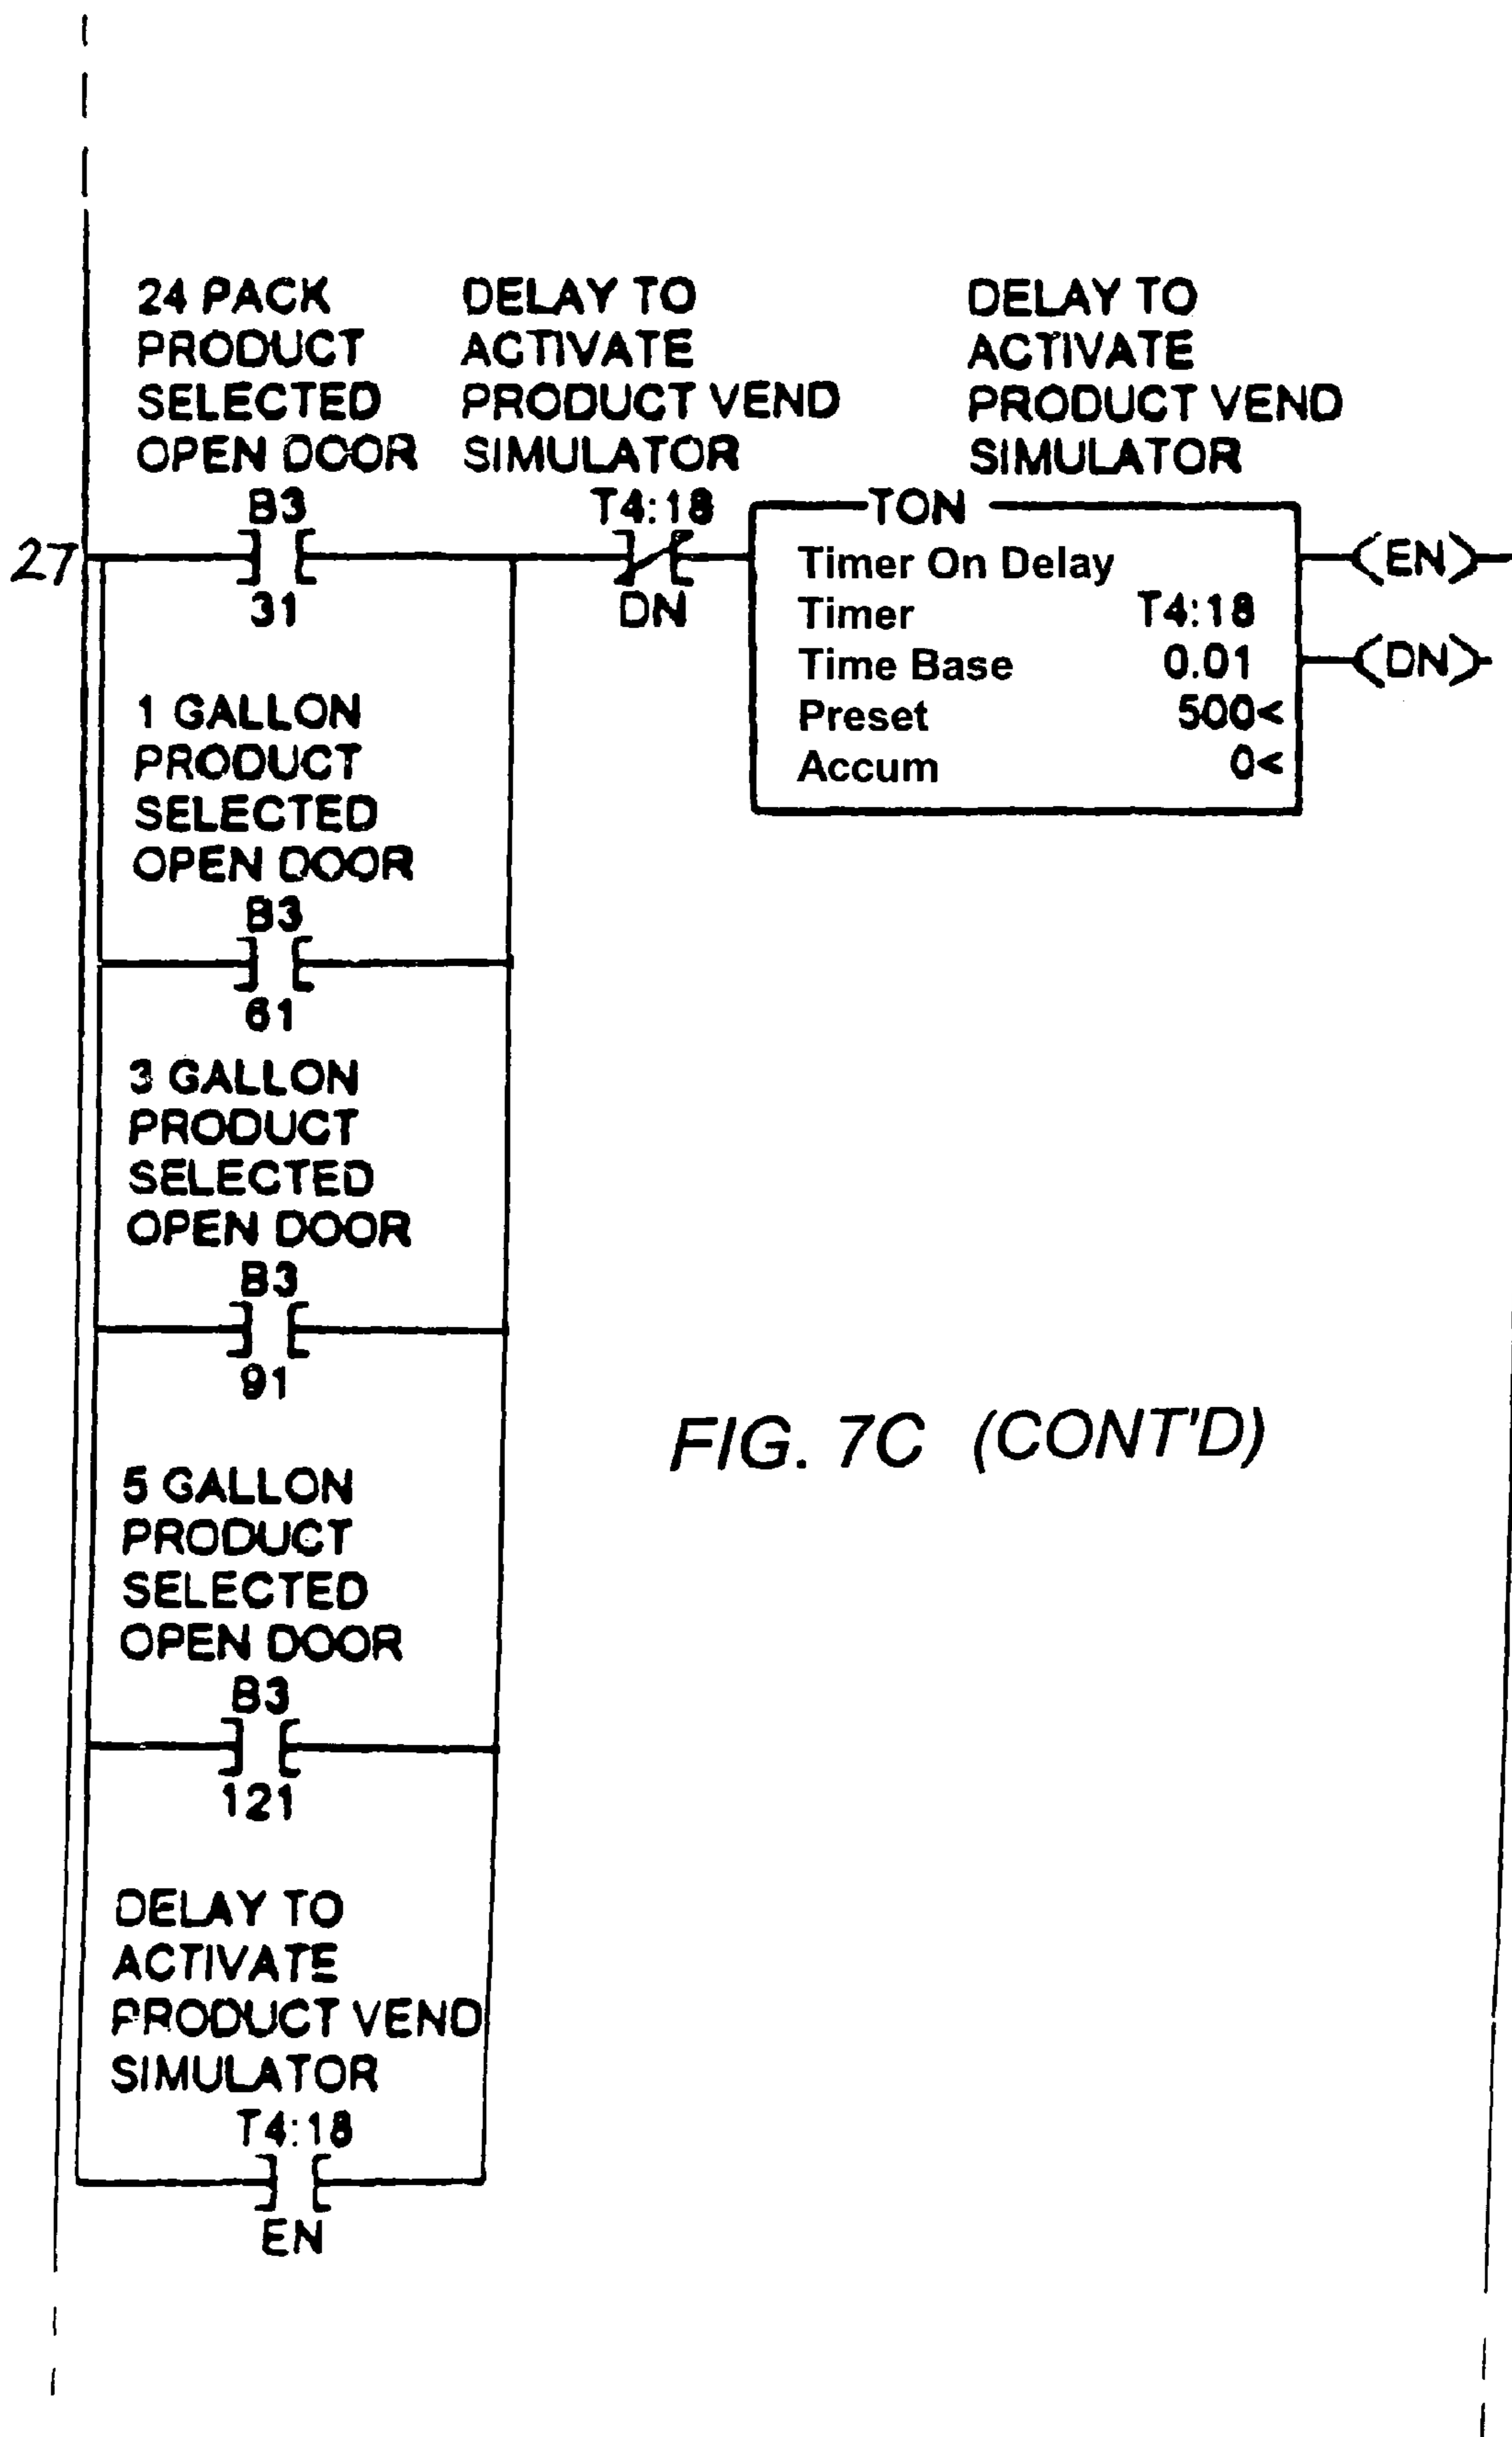 24 PACK
PRODUCT
SELECTED
OPEN DOOR
B3
31
DELAY TO
ACTIVATE
PRODUCT VEND
SIMULATOR
T4:18
DN
DELAY TO
ACTIVATE
PRODUCT VEND
SIMULATOR
TON
Timer On Delay
Timer T4:18
Time Base 0.01
Preset 500<
Accum 0<
(EN)
(DN)
27
1 GALLON
PRODUCT
SELECTED
OPEN DOOR
B3
61
3 GALLON
PRODUCT
SELECTED
OPEN DOOR
B3
91
FIG. 7C (CONT'D)
5 GALLON
PRODUCT
SELECTED
OPEN DOOR
B3
121
DELAY TO
ACTIVATE
PRODUCT VEND
SIMULATOR
T4:18
EN